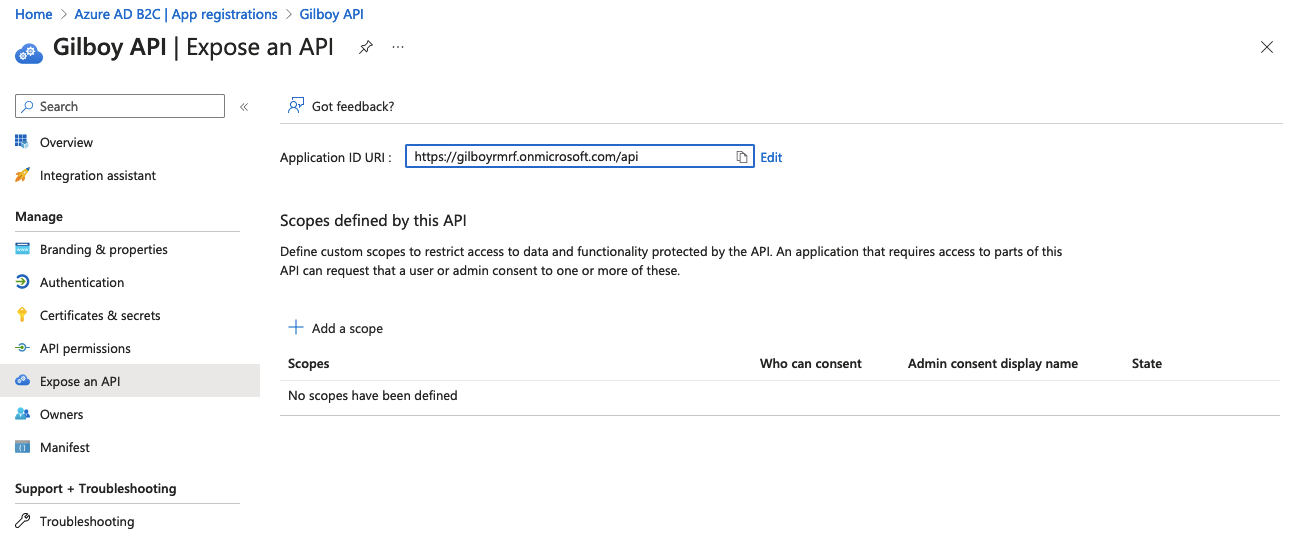 Home > Azure AD B2C | App registrations > Gilboy API
Gilboy API | Expose an API
Search
Overview
Integration assistant
Manage
Branding & properties
Authentication
Certificates & secrets
API permissions
Expose an API
Owners
Manifest
Support + Troubleshooting
Troubleshooting
Got feedback?
Application ID URI : https://gilboyrmrf.onmicrosoft.com/api Edit
Scopes defined by this API
Define custom scopes to restrict access to data and functionality protected by the API. An application that requires access to parts of this
API can request that a user or admin consent to one or more of these.
Add a scope
Scopes Who can consent Admin consent display name State
No scopes have been defined